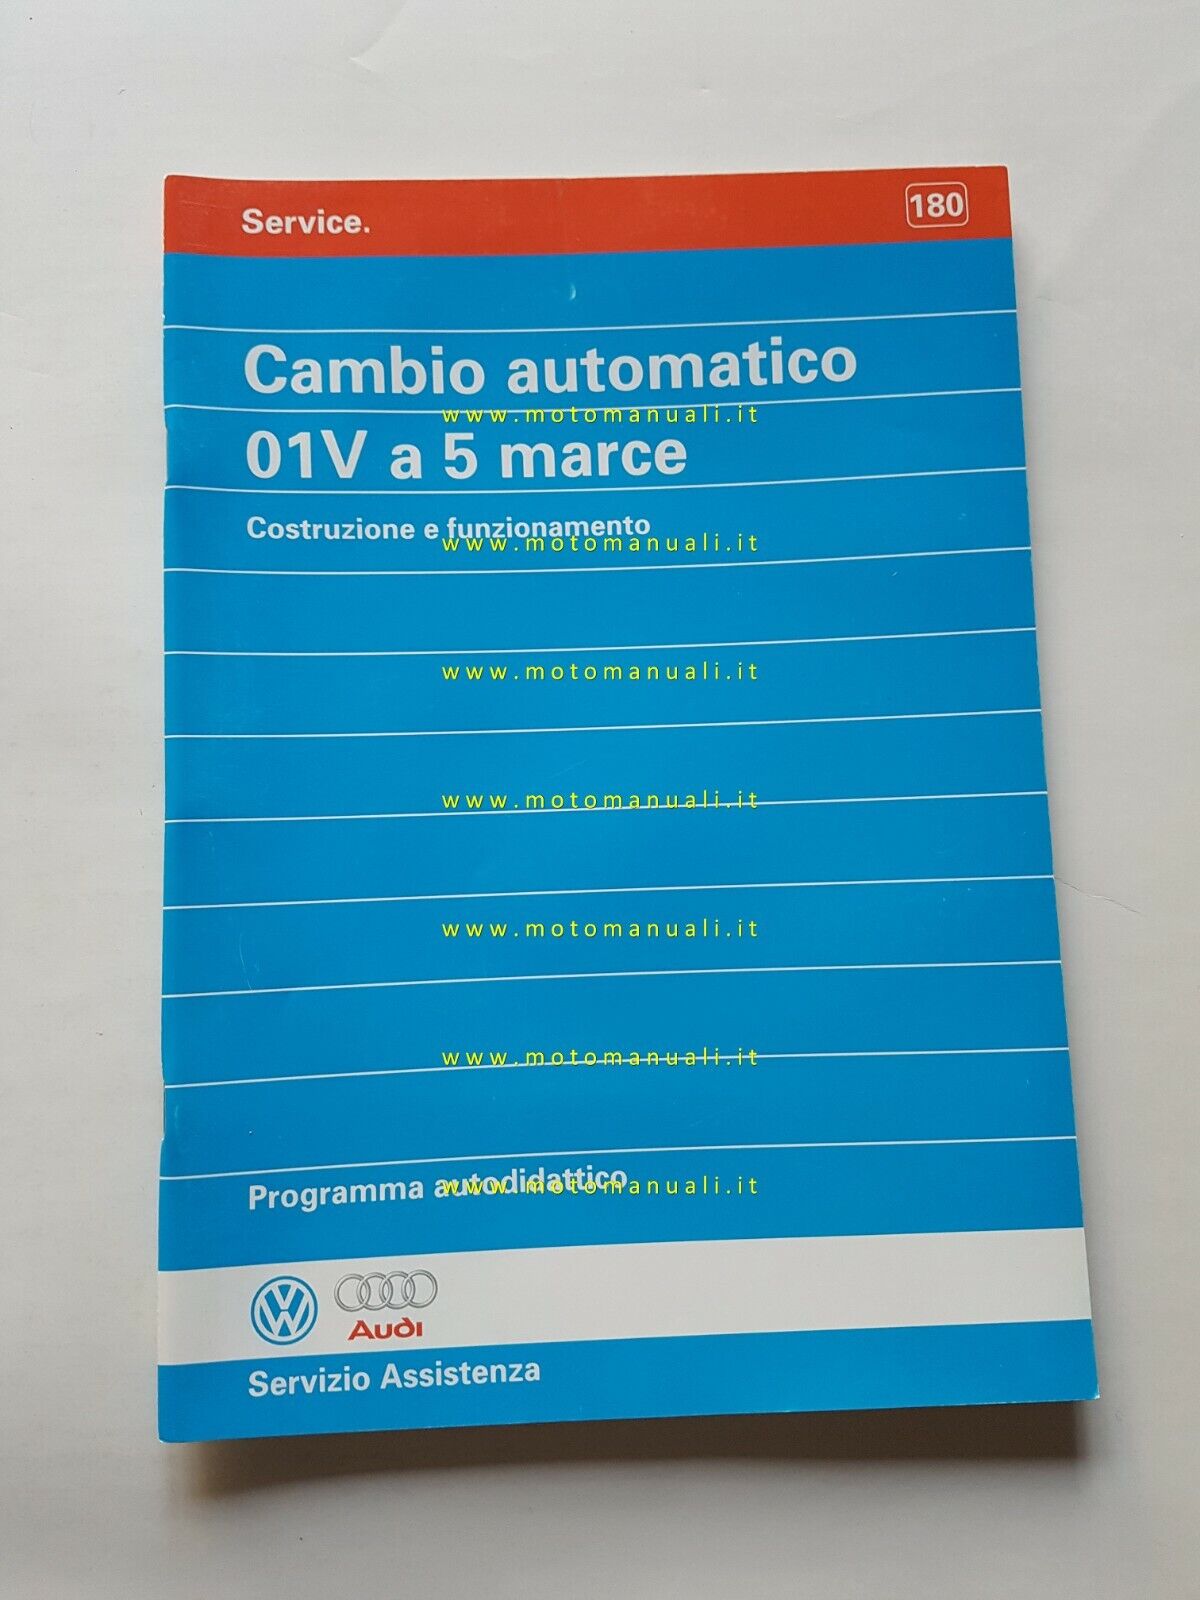 Service.
180
Cambio automatico
www.motomanuali.it
01V a 5 marce
Costruzione e funzionamento
www.motomanuali.it
www.motomanuali.it
www.motomanuali.it
www.motomanuali.it
www.motomanuali.it
Programma autodidattico
www.motomanuali.it
Audi
Servizio Assistenza